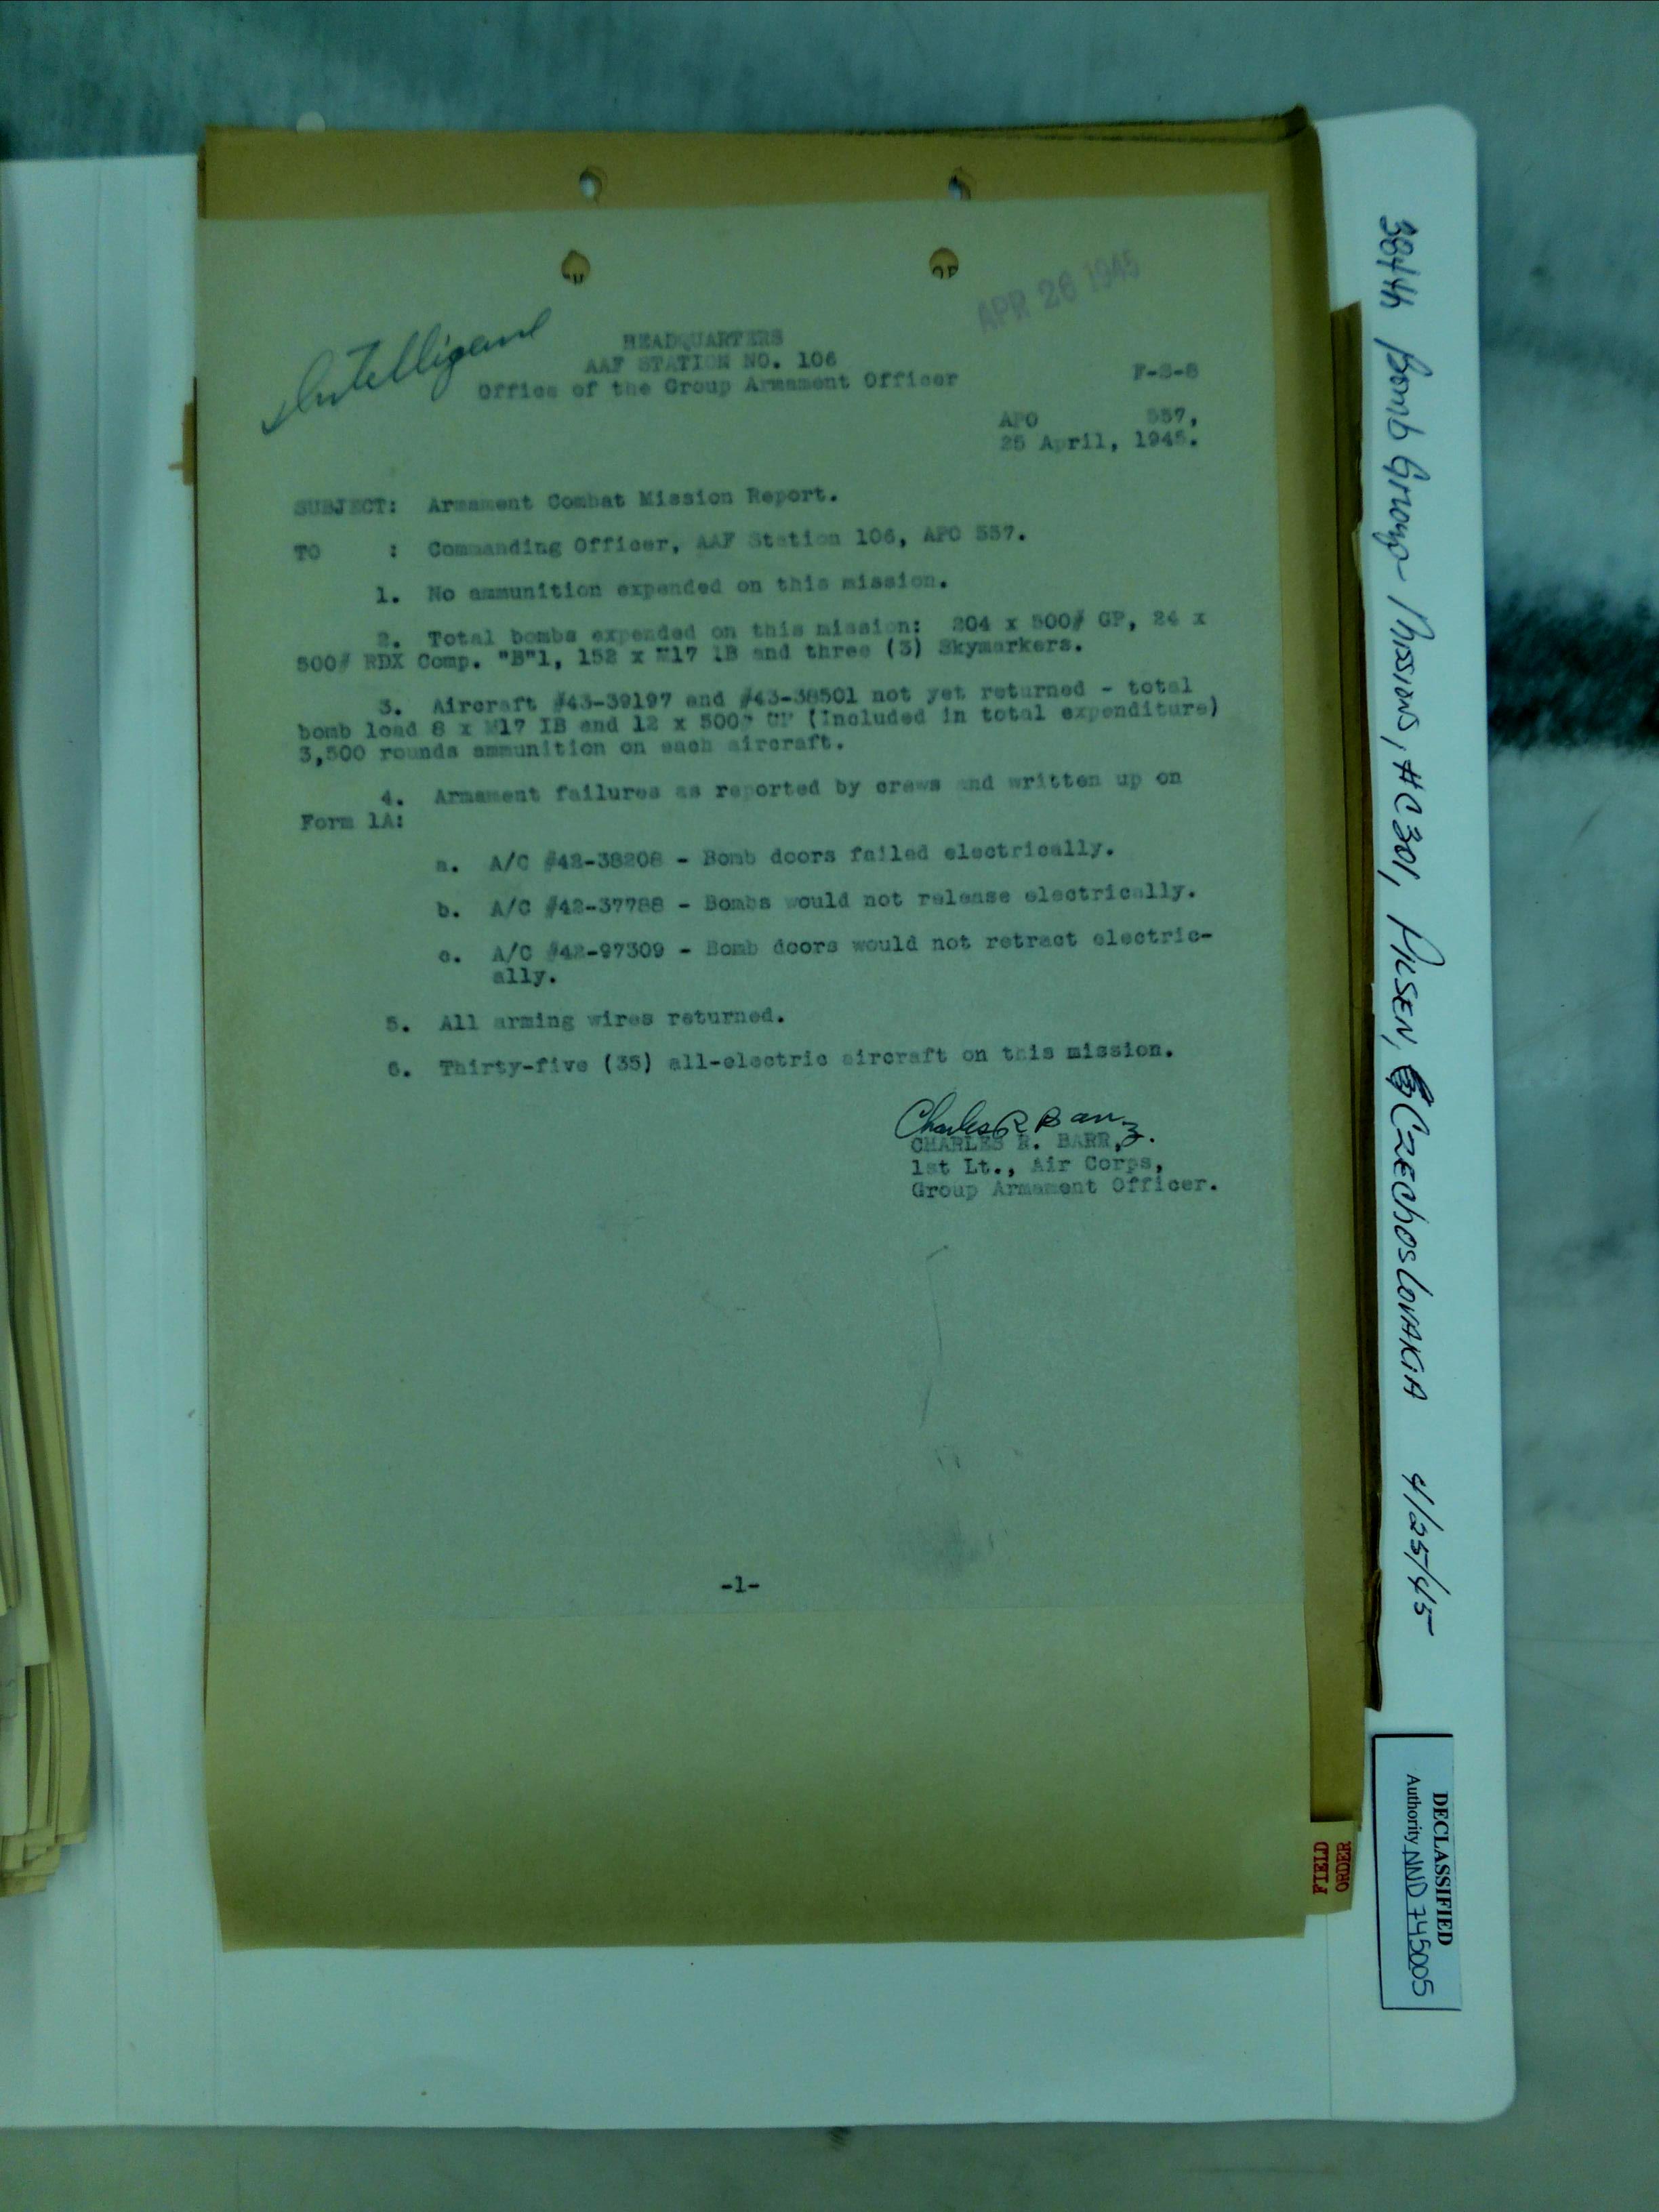 APR 26 1945
Intelligence
HEADQUARTERS
AAF STATION NO. 106
Office of the Group Armament Officer
F-S-8
APO 557,
25 April, 1945.
SUBJECT: Armament Combat Mission Report.
TO : Commanding Officer, AAF Station 106, APO 557.
1. No ammunition expended on this mission.
2. Total bombs expended on this mission: 204 x 500# GP, 24 x
500# RDX Comp. "B"1, 152 x M17 IB and three (3) Skymarkers.
3. Aircraft #43-39197 and #43-38501 not yet returned - total
bomb load 8 x M17 IB and 12 x 500# GP (Included in total expenditure)
3,500 rounds ammunition on each aircraft.
4. Armament failures as reported by crews and written up on
Form 1A:
a. A/C #42-38208 - Bomb doors failed electrically.
b. A/C #42-37788 - Bombs would not release electrically.
c. A/C #42-97309 - Bomb doors would not retract electric-
ally.
5. All arming wires returned.
6. Thirty-five (35) all-electric aircraft on this mission.
Charles R Barr
CHARLES R. BARR,
1st Lt., Air Corps,
Group Armament Officer.
-1-
FIELD
ORDER
384th Bomb Group - Missions, #C301, PILSEN, CZEChOSLOVAKIA 4/25/45
DECLASSIFIED
Authority NND 745005